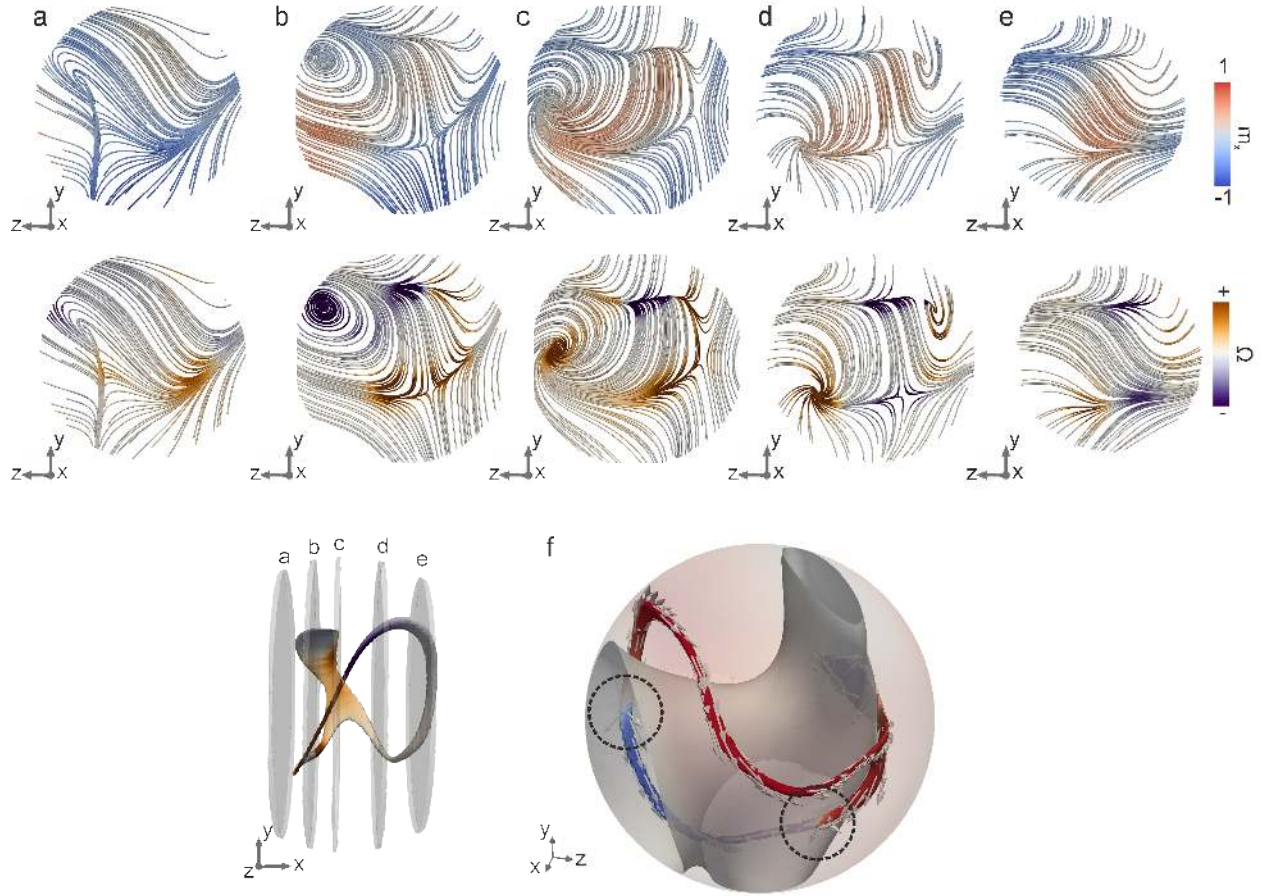 a b c d e
1
mx
-1
y y y y y
z x z x z x z x z x
+
Ω
-
y y y y y
z x z x z x z x z x
a b c d e
f
y
z x
y
x z